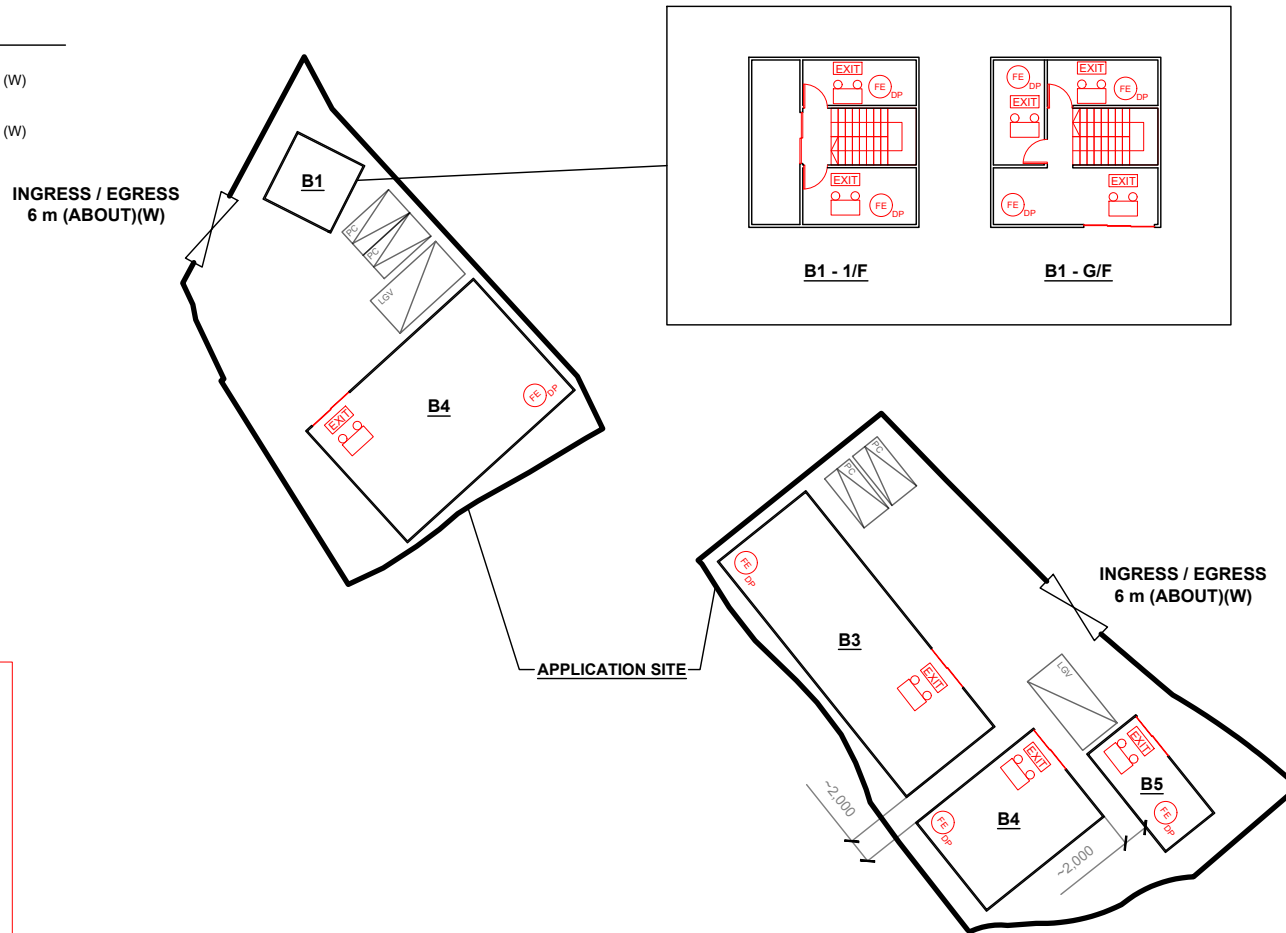 (W)
(W)
INGRESS / EGRESS
6 m (ABOUT)(W)
B1
PC
PC
LGV
B4
EXIT
FE
DP
EXIT
FE
DP
EXIT
FE
DP
B1 - 1/F
FE
DP
EXIT
EXIT
FE
DP
FE
DP
EXIT
B1 - G/F
APPLICATION SITE
PC
PC
INGRESS / EGRESS
6 m (ABOUT)(W)
FE
DP
B3
EXIT
LGV
EXIT
FE
DP
B4
EXIT
B5
FE
DP
~2,000
~2,000